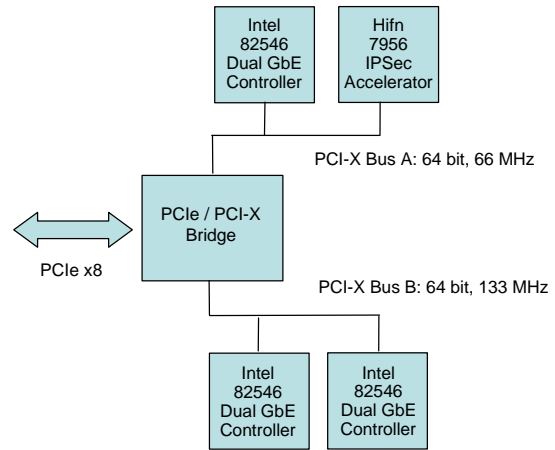 Intel
82546
Dual GbE
Controller
Hifn
7956
IPSec
Accelerator
PCI-X Bus A: 64 bit, 66 MHz
PCIe / PCI-X
Bridge
PCIe x8
PCI-X Bus B: 64 bit, 133 MHz
Intel
82546
Dual GbE
Controller
Intel
82546
Dual GbE
Controller